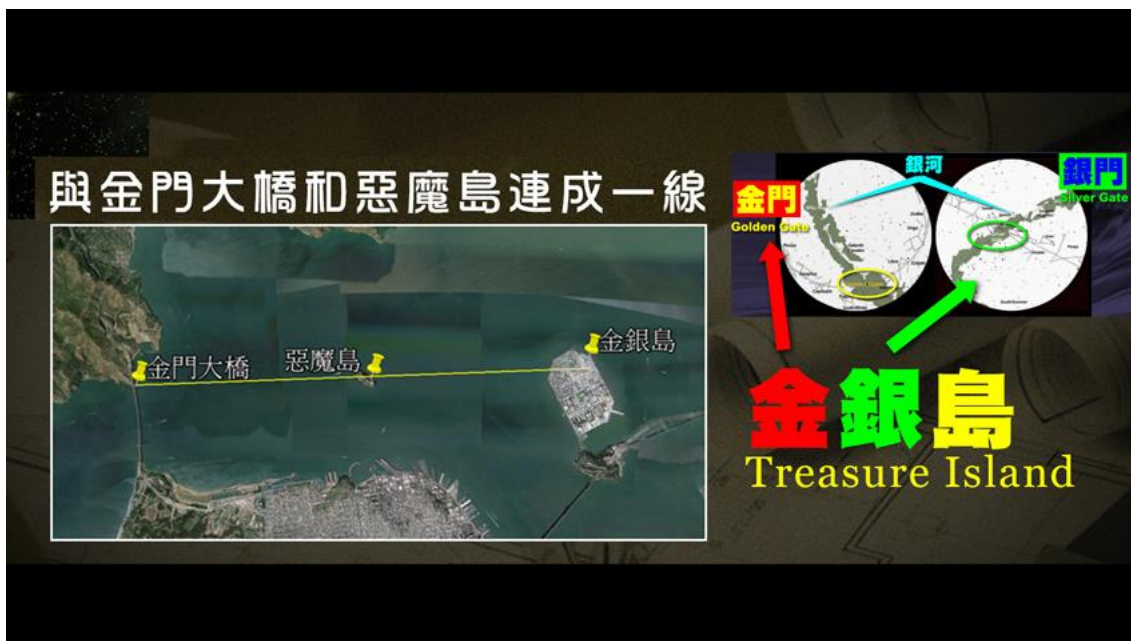 與金門大橋和惡魔島連成一線
金門大橋
惡魔島
金銀島
銀河
金門
Golden Gate
銀門
Silver Gate
金銀島
Treasure Island